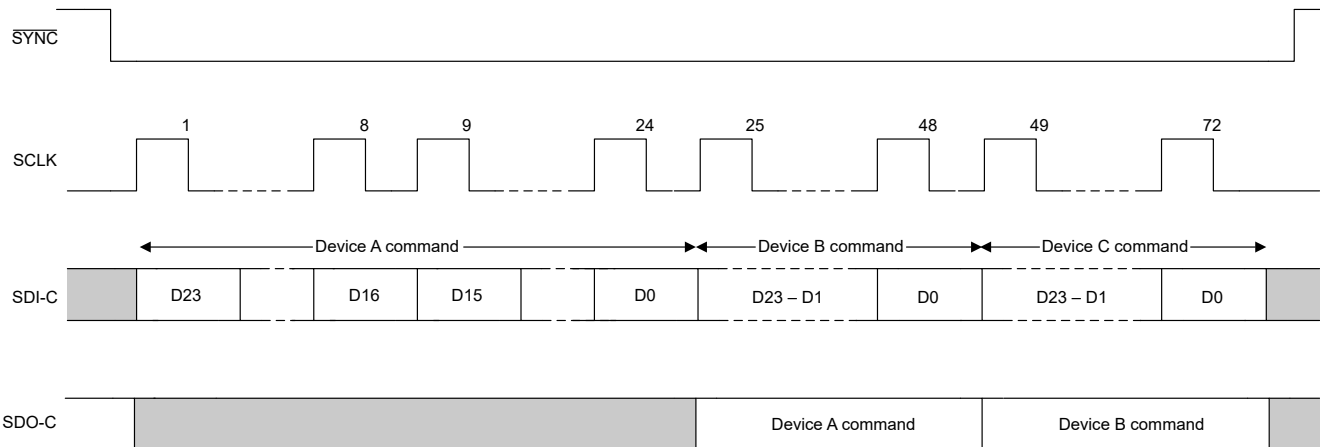 SYNC
1 8 9 24 25 48 49 72
SCLK
Device A command Device B command Device C command
SDI-C D23 D16 D15 D0 D23 – D1 D0 D23 – D1 D0
SDO-C Device A command Device B command